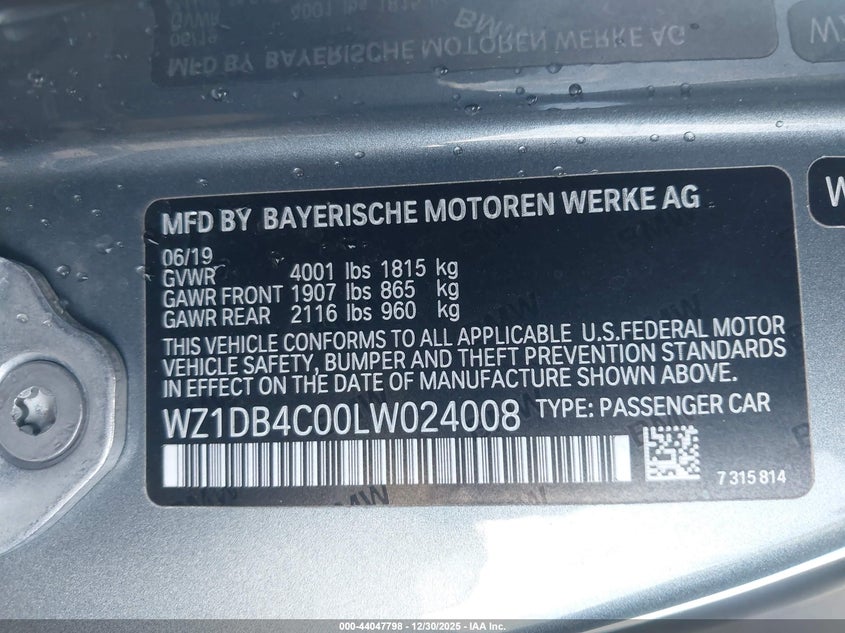 MFD BY BAYERISCHE MOTOREN WERKE AG
06/19
GVWR 4001 lbs 1815 kg
GAWR FRONT 1907 lbs 865 kg
GAWR REAR 2116 lbs 960 kg
THIS VEHICLE CONFORMS TO ALL APPLICABLE U.S.FEDERAL MOTOR
VEHICLE SAFETY, BUMPER AND THEFT PREVENTION STANDARDS
IN EFFECT ON THE DATE OF MANUFACTURE SHOWN ABOVE.
WZ1DB4C00LW024008 TYPE: PASSENGER CAR
7315814
W
000-44047798 - 12/30/2025 - IAA Inc.